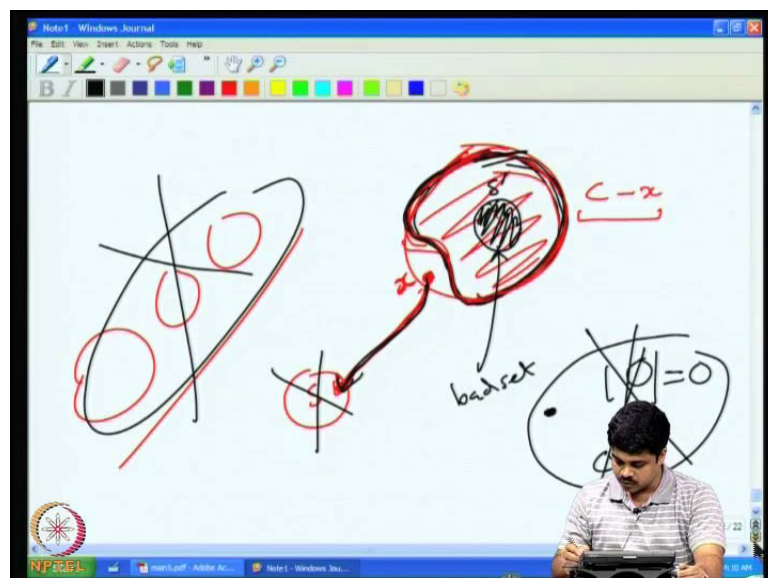 Note1 - Windows Journal
File Edit View Insert Actions Tools Help
B I
S'
C - x
x
S
badset
|φ| = 0
/ 22
NPTEL
main5.pdf - Adobe Ac...
Note1 - Windows Jou...